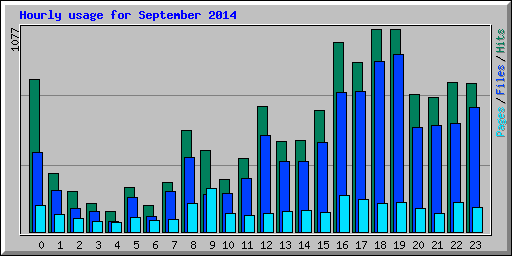 Hourly usage for September 2014
1077
Pages / Files / Hits
0 1 2 3 4 5 6 7 8 9 10 11 12 13 14 15 16 17 18 19 20 21 22 23